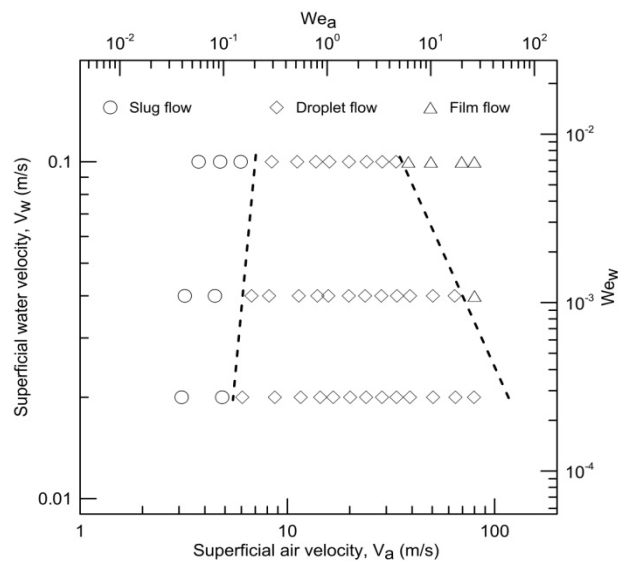 We_a
10^-2 10^-1 10^0 10^1 10^2
Slug flow Droplet flow Film flow
0.1
0.01
Superficial water velocity, V_w (m/s)
10^-2
10^-3
10^-4
We_w
1 10 100
Superficial air velocity, V_a (m/s)